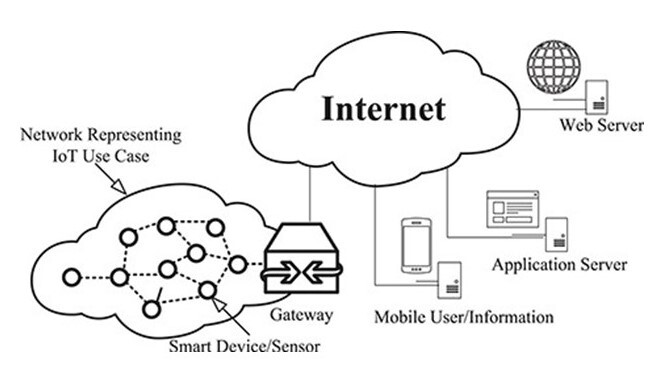 Internet
Web Server
Network Representing
IoT Use Case
Application Server
Gateway
Mobile User/Information
Smart Device/Sensor